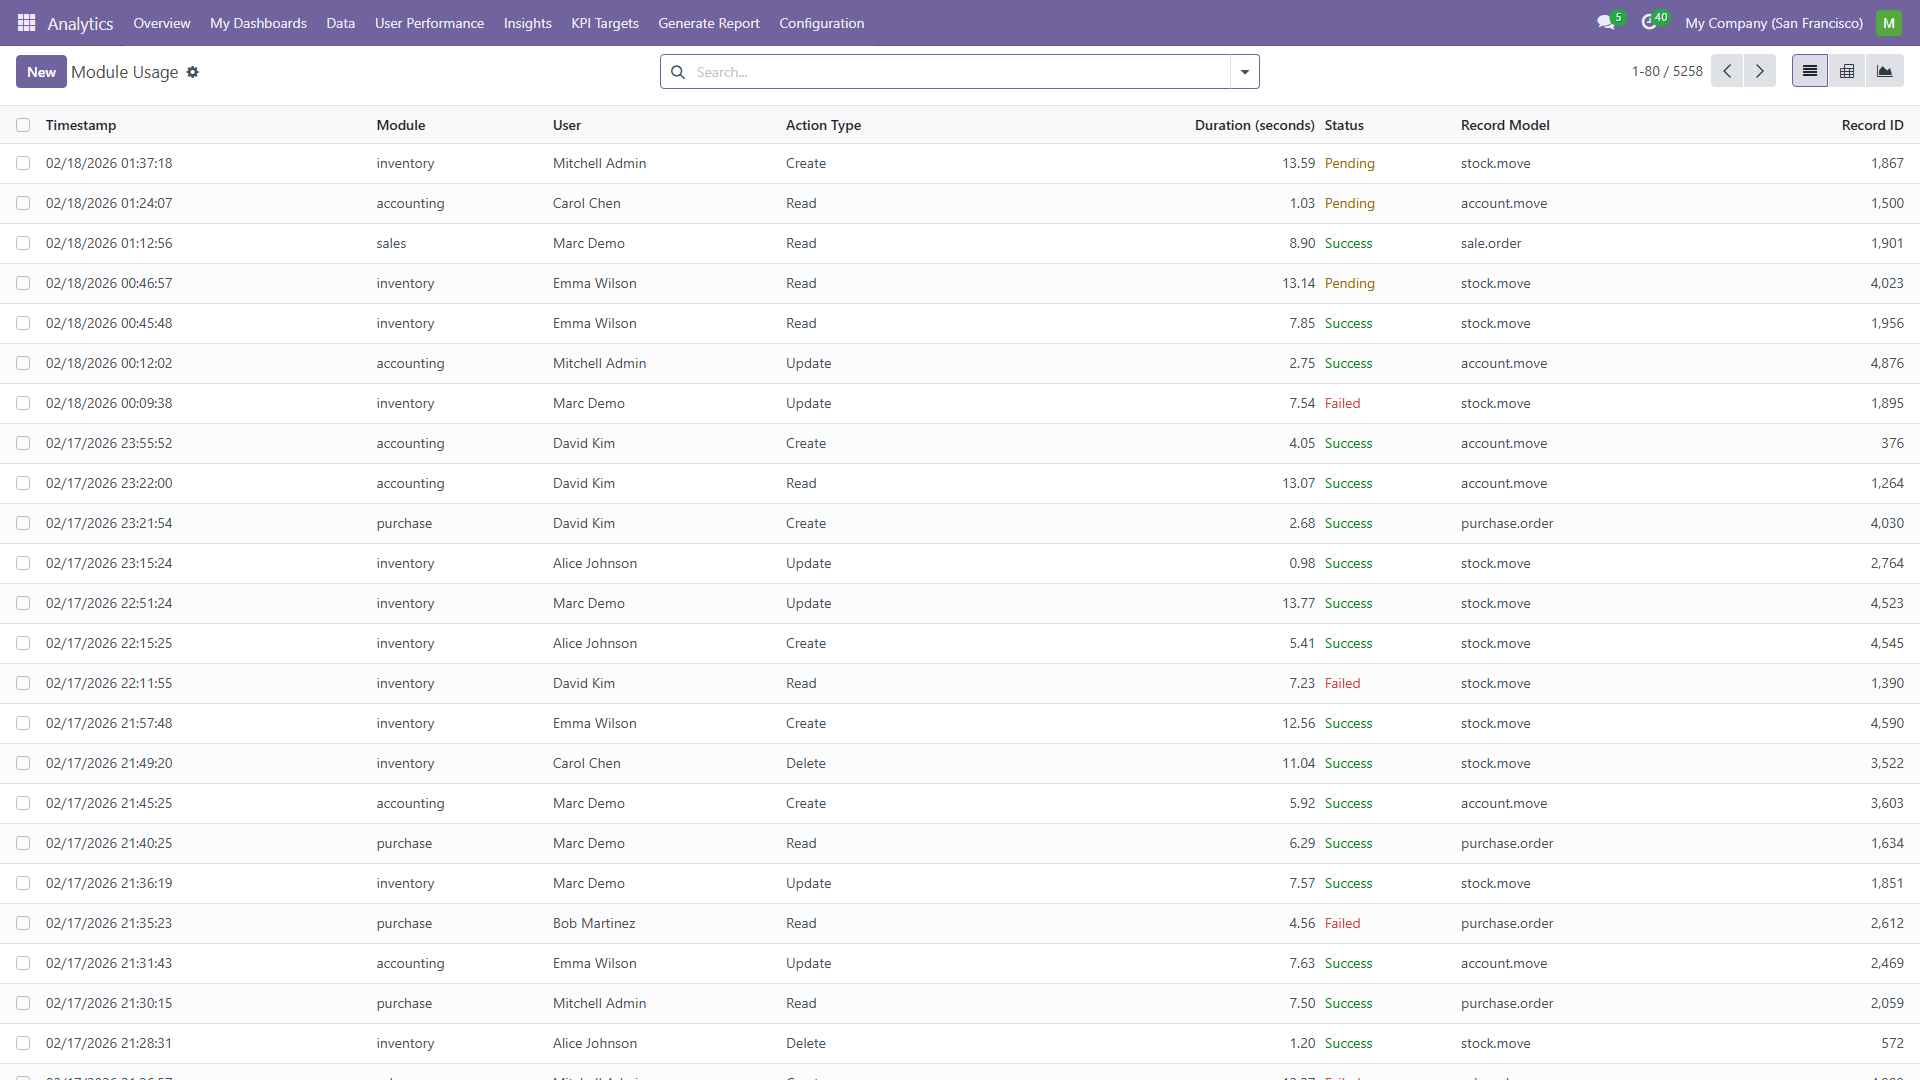 Analytics Overview My Dashboards Data User Performance Insights KPI Targets Generate Report Configuration 5 40 My Company (San Francisco) M
New Module Usage Search... 1-80 / 5258
Timestamp Module User Action Type Duration (seconds) Status Record Model Record ID
02/18/2026 01:37:18 inventory Mitchell Admin Create 13.59 Pending stock.move 1,867
02/18/2026 01:24:07 accounting Carol Chen Read 1.03 Pending account.move 1,500
02/18/2026 01:12:56 sales Marc Demo Read 8.90 Success sale.order 1,901
02/18/2026 00:46:57 inventory Emma Wilson Read 13.14 Pending stock.move 4,023
02/18/2026 00:45:48 inventory Emma Wilson Read 7.85 Success stock.move 1,956
02/18/2026 00:12:02 accounting Mitchell Admin Update 2.75 Success account.move 4,876
02/18/2026 00:09:38 inventory Marc Demo Update 7.54 Failed stock.move 1,895
02/17/2026 23:55:52 accounting David Kim Create 4.05 Success account.move 376
02/17/2026 23:22:00 accounting David Kim Read 13.07 Success account.move 1,264
02/17/2026 23:21:54 purchase David Kim Create 2.68 Success purchase.order 4,030
02/17/2026 23:15:24 inventory Alice Johnson Update 0.98 Success stock.move 2,764
02/17/2026 22:51:24 inventory Marc Demo Update 13.77 Success stock.move 4,523
02/17/2026 22:15:25 inventory Alice Johnson Create 5.41 Success stock.move 4,545
02/17/2026 22:11:55 inventory David Kim Read 7.23 Failed stock.move 1,390
02/17/2026 21:57:48 inventory Emma Wilson Create 12.56 Success stock.move 4,590
02/17/2026 21:49:20 inventory Carol Chen Delete 11.04 Success stock.move 3,522
02/17/2026 21:45:25 accounting Marc Demo Create 5.92 Success account.move 3,603
02/17/2026 21:40:25 purchase Marc Demo Read 6.29 Success purchase.order 1,634
02/17/2026 21:36:19 inventory Marc Demo Update 7.57 Success stock.move 1,851
02/17/2026 21:35:23 purchase Bob Martinez Read 4.56 Failed purchase.order 2,612
02/17/2026 21:31:43 accounting Emma Wilson Update 7.63 Success account.move 2,469
02/17/2026 21:30:15 purchase Mitchell Admin Read 7.50 Success purchase.order 2,059
02/17/2026 21:28:31 inventory Alice Johnson Delete 1.20 Success stock.move 572